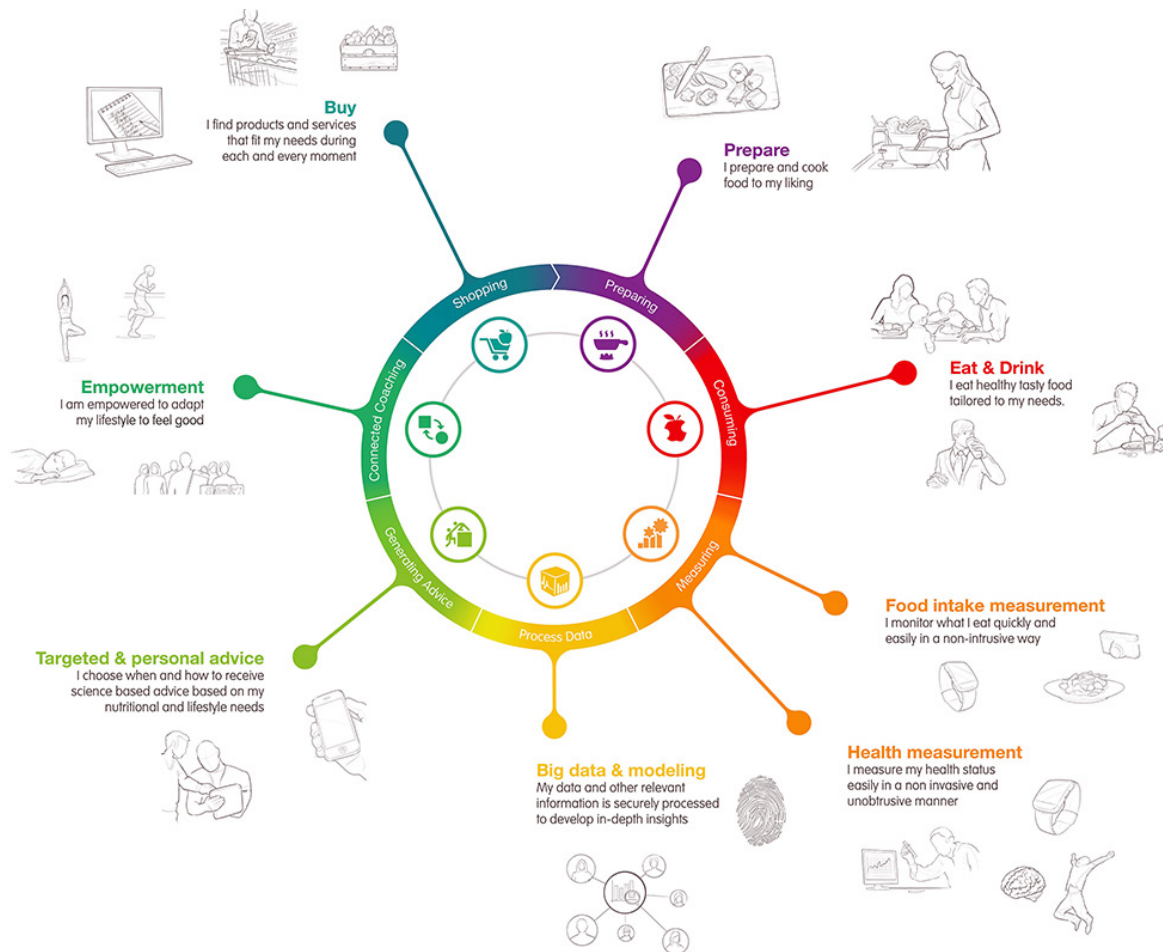 Buy
I find products and services
that fit my needs during
each and every moment
Prepare
I prepare and cook
food to my liking
Shopping
Preparing
Empowerment
I am empowered to adapt
my lifestyle to feel good
Connected Coaching
Consuming
Eat & Drink
I eat healthy tasty food
tailored to my needs.
Generating Advice
Process Data
Measuring
Food intake measurement
I monitor what I eat quickly and
easily in a non-intrusive way
Targeted & personal advice
I choose when and how to receive
science based advice based on my
nutritional and lifestyle needs
Big data & modeling
My data and other relevant
information is securely processed
to develop in-depth insights
Health measurement
I measure my health status
easily in a non invasive and
unobtrusive manner